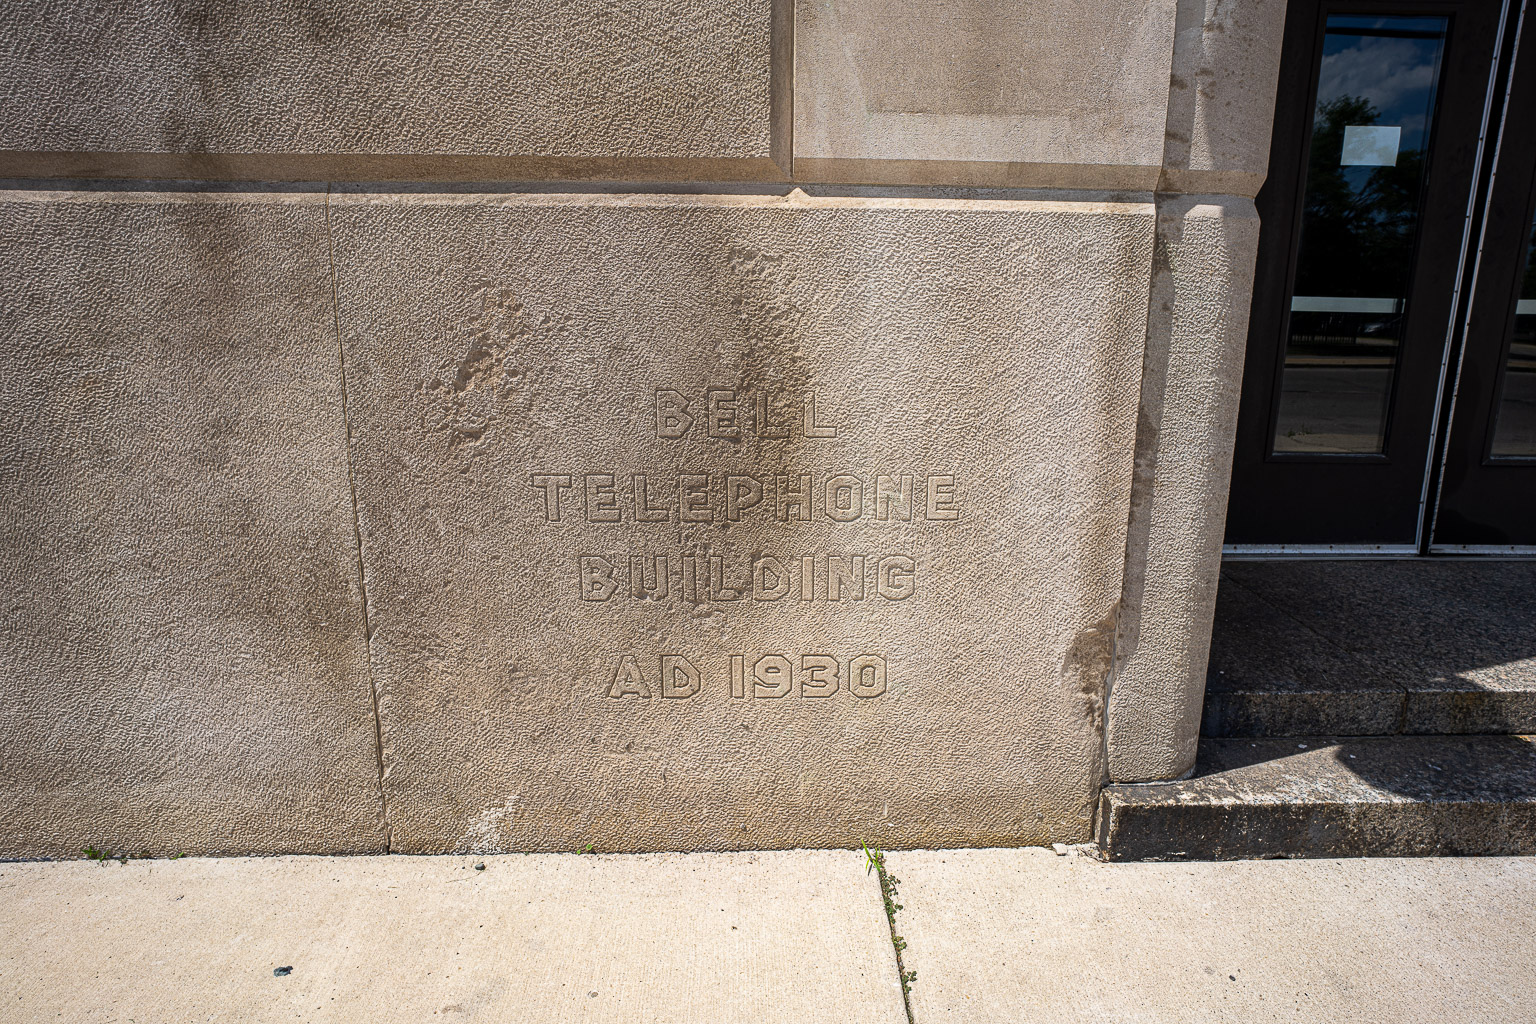 BELL
TELEPHONE
BUILDING
AD 1930